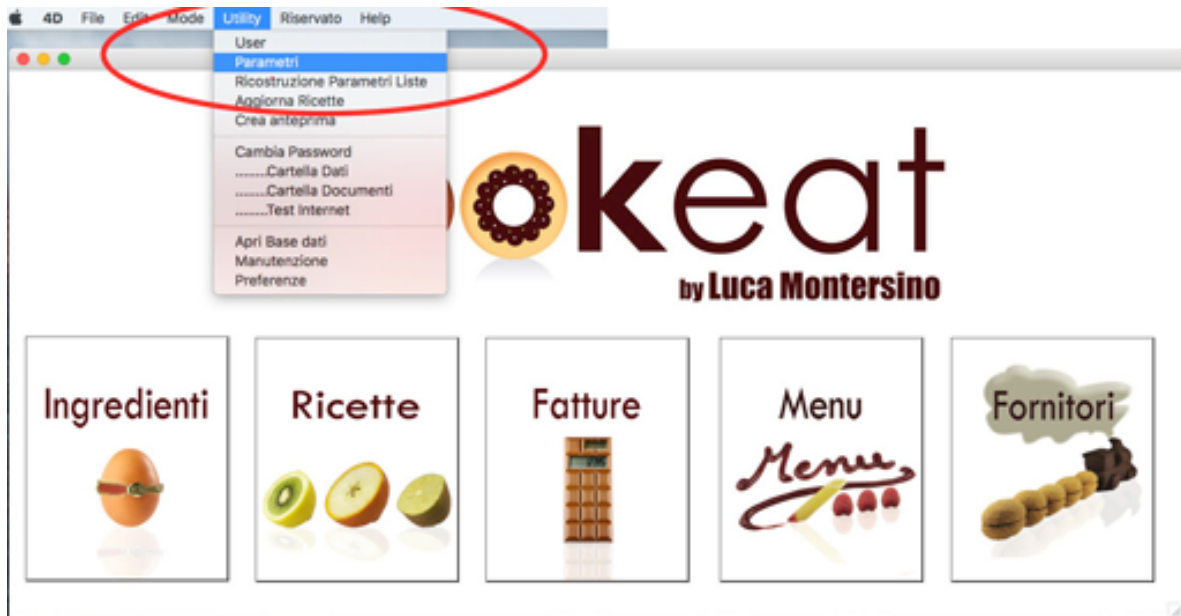 4D File Edit Mode Utility Riservato Help
User
Parametri
Ricostruzione Parametri Liste
Aggiorna Ricette
Crea anteprima
Cambia Password
........Cartella Dati
........Cartella Documenti
........Test Internet
Apri Base dati
Manutenzione
Preferenze
okeat
by Luca Montersino
Ingredienti
Ricette
Fatture
Menu
Fornitori
Menu